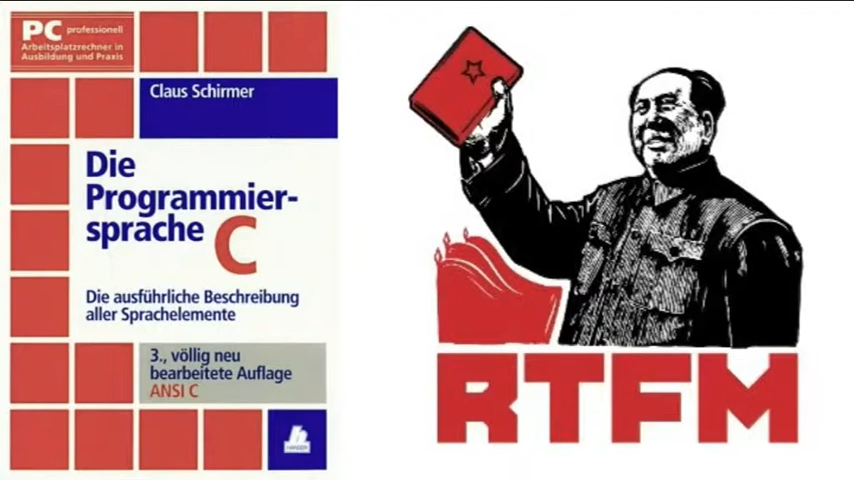 PC professionell
Arbeitsplatzrechner in
Ausbildung und Praxis
Claus Schirmer
Die
Programmier-
sprache C
Die ausführliche Beschreibung
aller Sprachelemente
3., völlig neu
bearbeitete Auflage
ANSI C
HANSER
RTFM